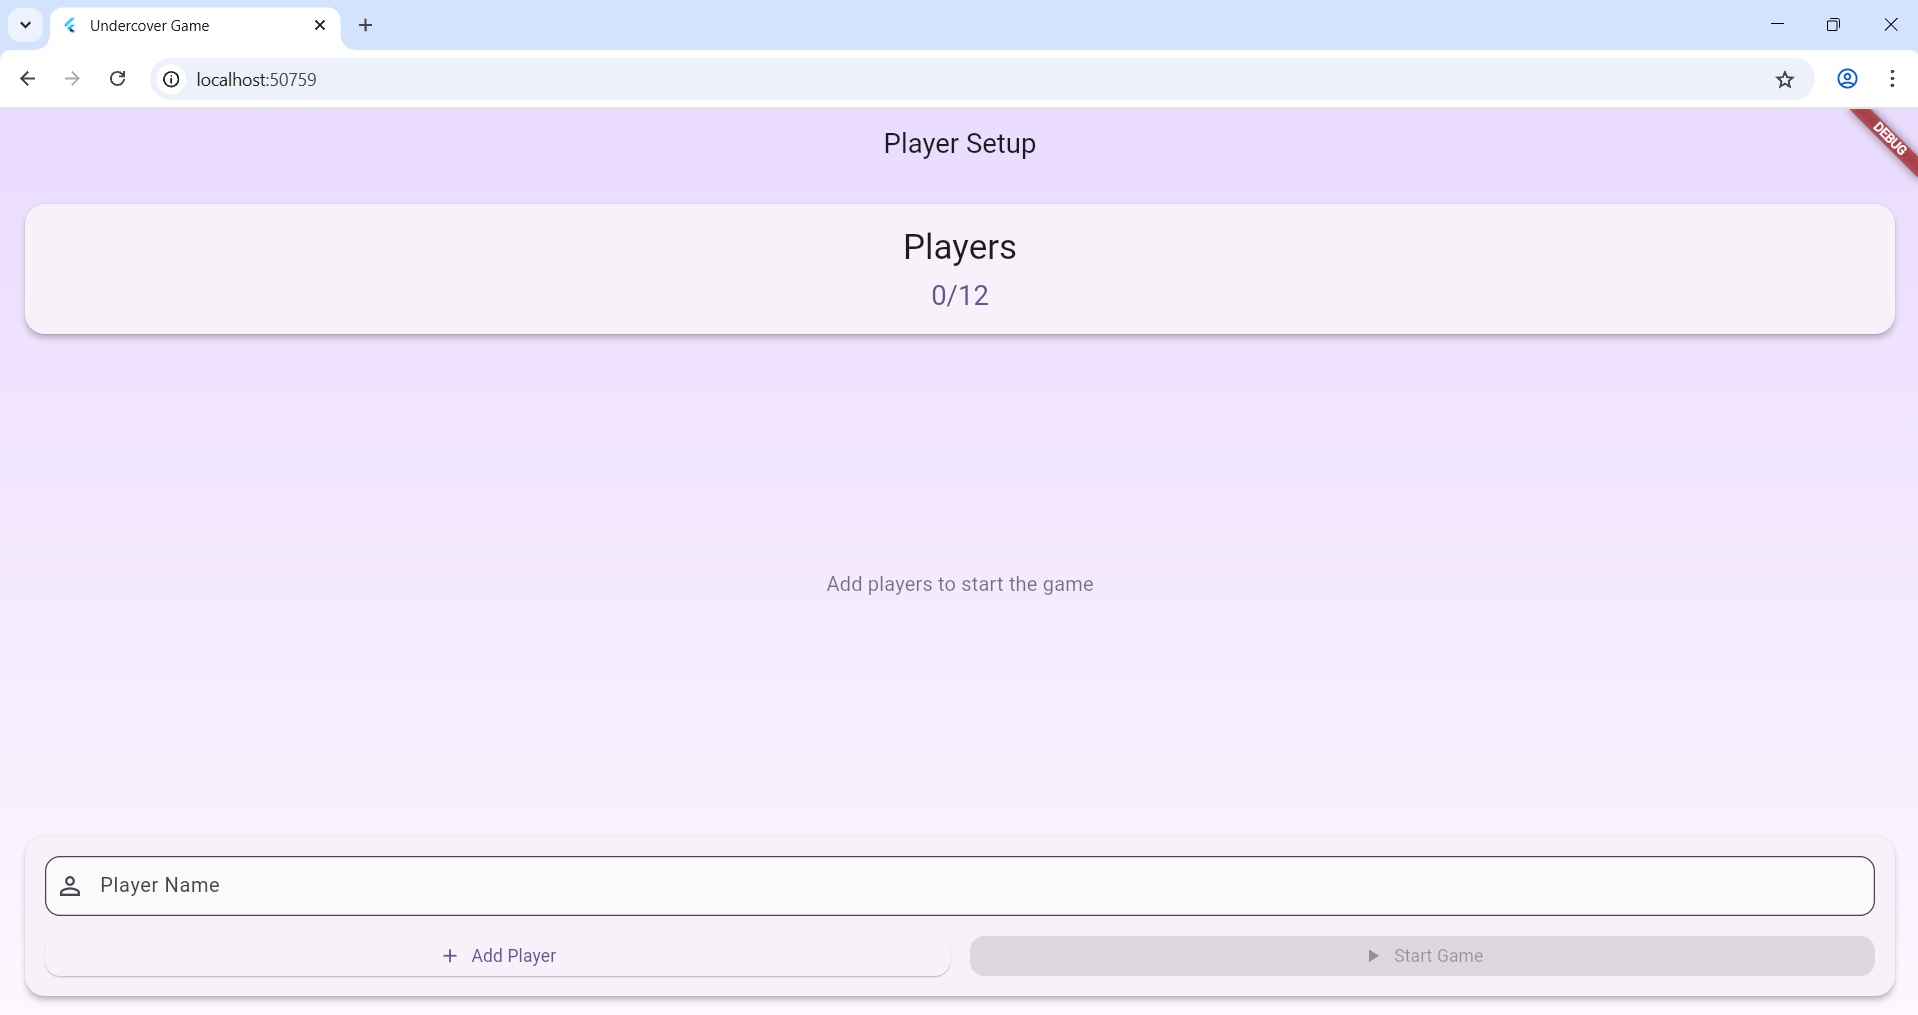 Undercover Game
localhost:50759
DEBUG
Player Setup
Players
0/12
Add players to start the game
Player Name
Add Player
Start Game